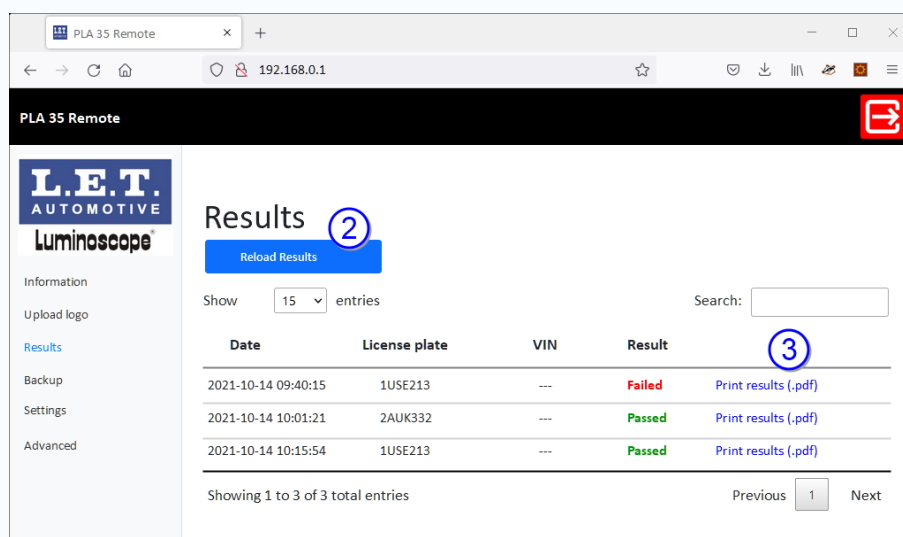 PLA 35 Remote
192.168.0.1
PLA 35 Remote
L.E.T.
AUTOMOTIVE
Luminoscope®
Information
Upload logo
Results
Backup
Settings
Advanced
Results
2
Reload Results
Show 15 entries Search:
Date License plate VIN Result
3
2021-10-14 09:40:15 1USE213 --- Failed Print results (.pdf)
2021-10-14 10:01:21 2AUK332 --- Passed Print results (.pdf)
2021-10-14 10:15:54 1USE213 --- Passed Print results (.pdf)
Showing 1 to 3 of 3 total entries Previous 1 Next